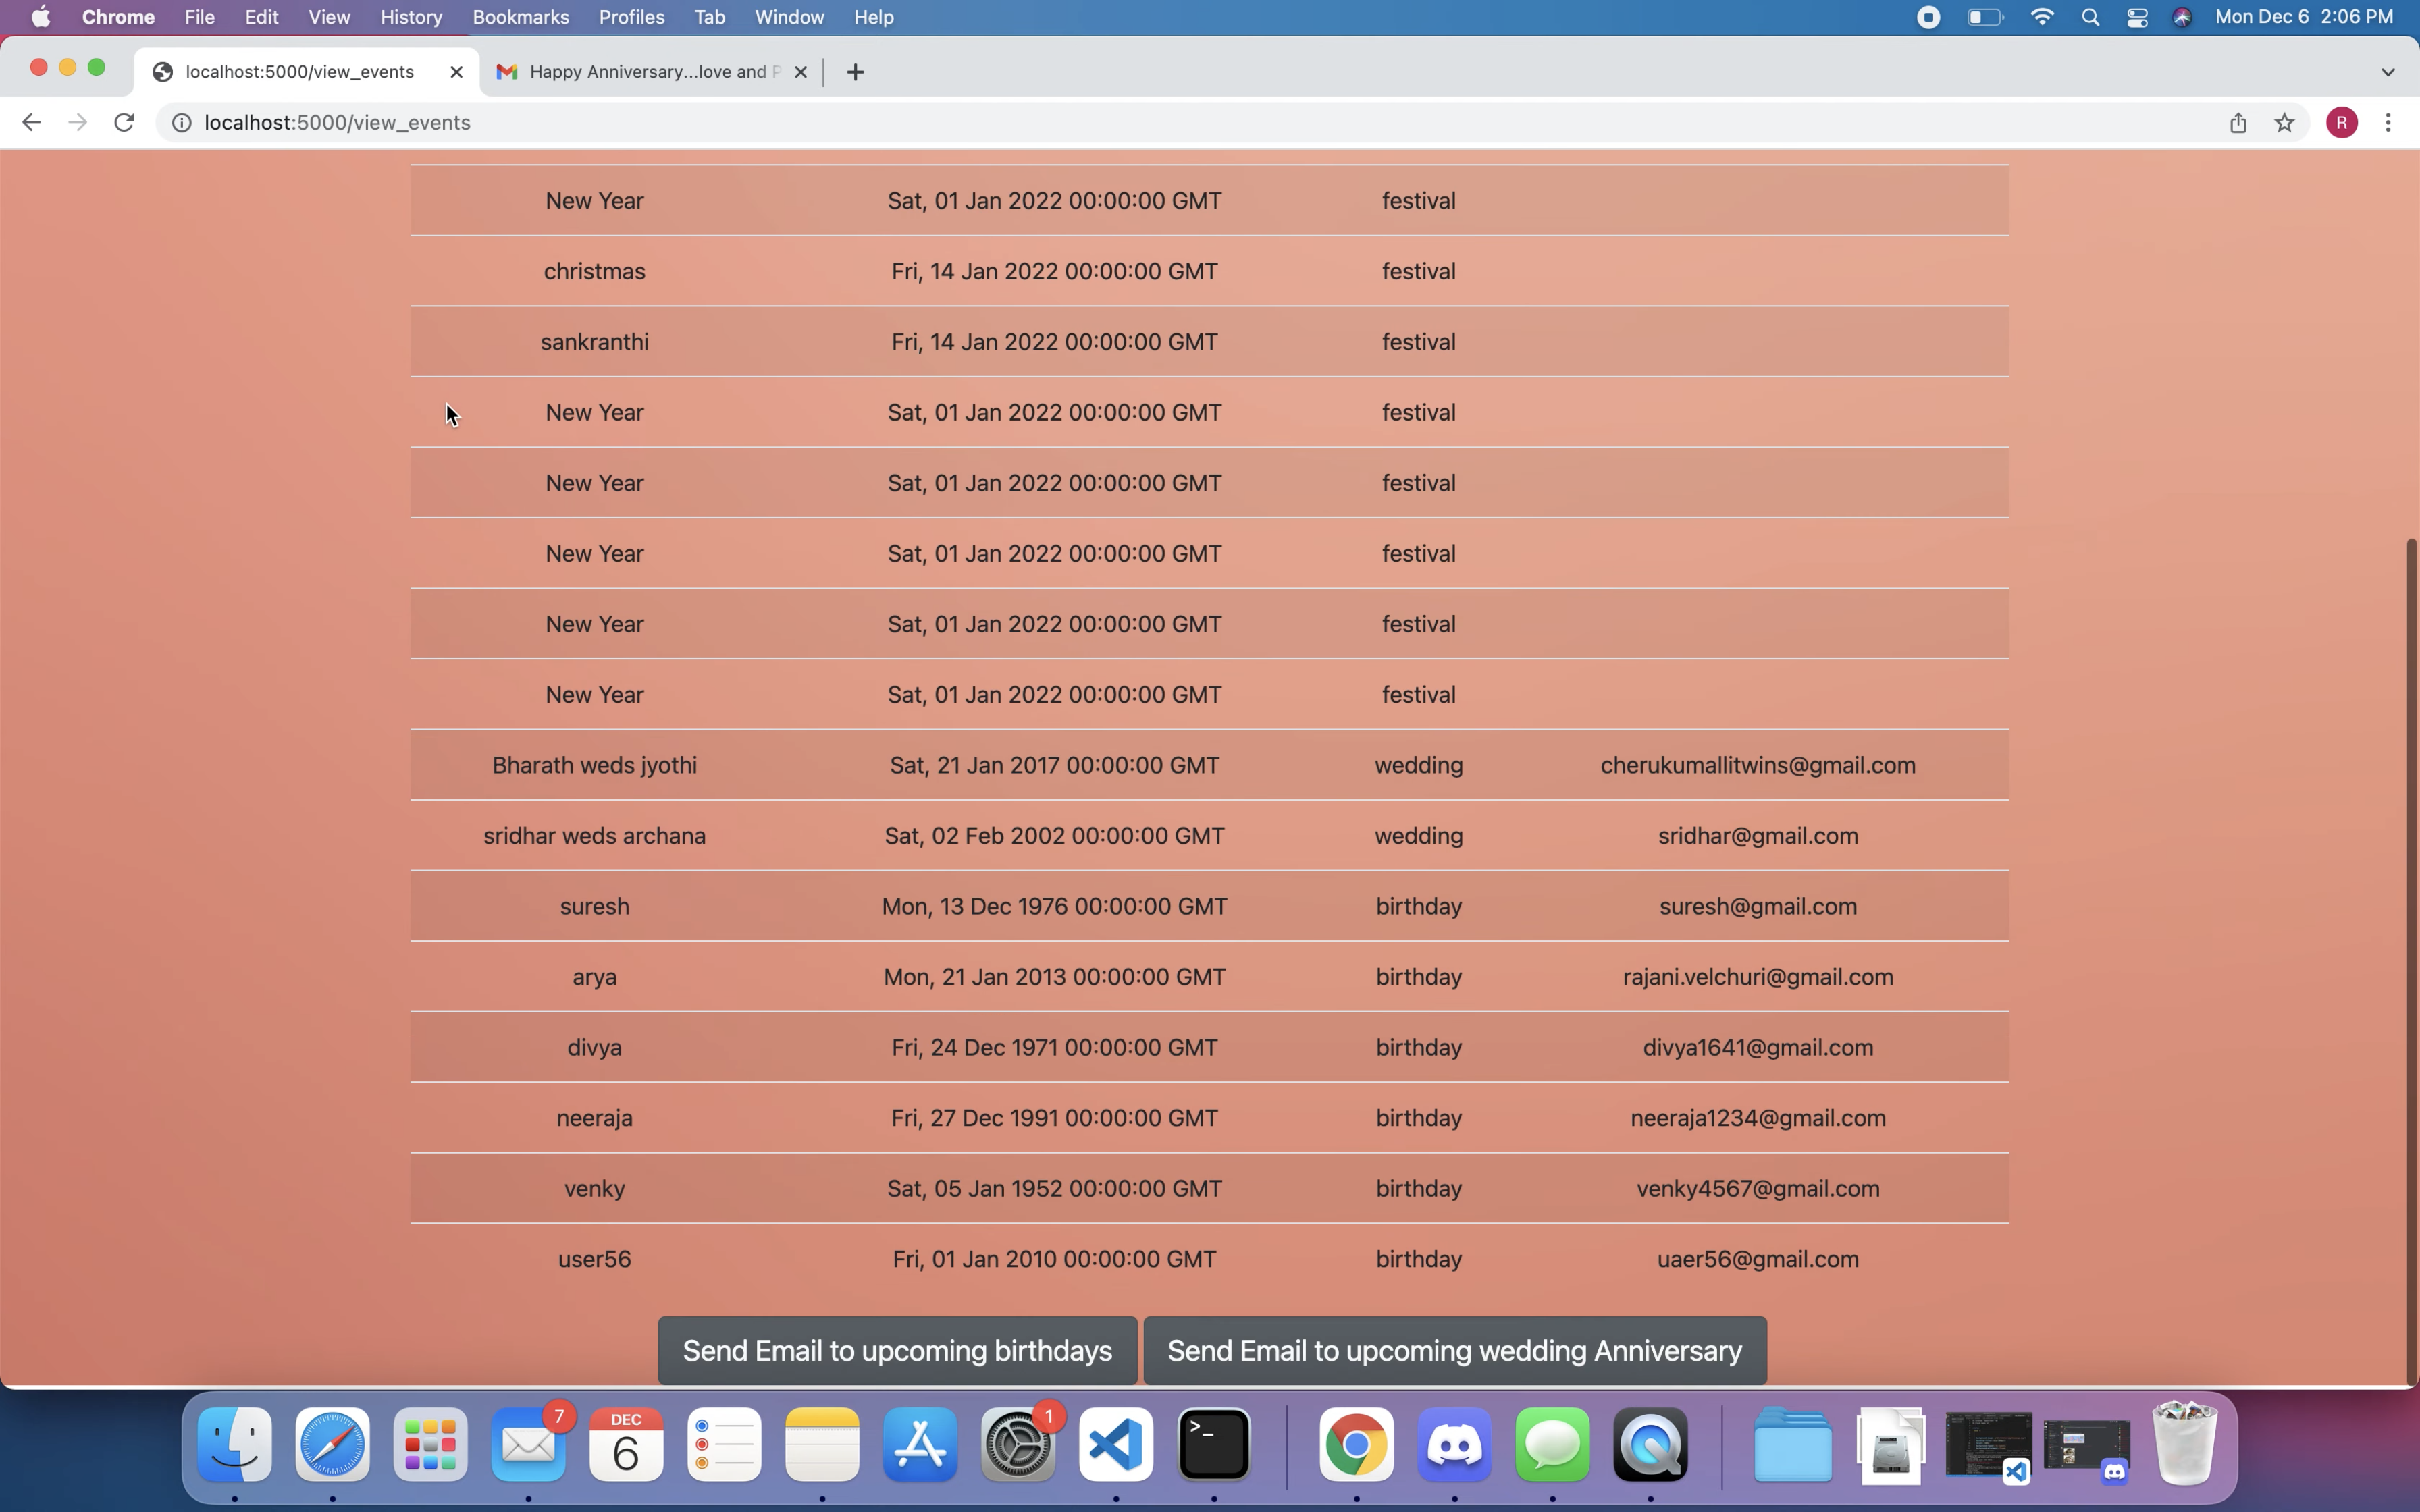 Chrome File Edit View History Bookmarks Profiles Tab Window Help Mon Dec 6 2:06 PM
localhost:5000/view_events Happy Anniversary...love and
localhost:5000/view_events R
New Year Sat, 01 Jan 2022 00:00:00 GMT festival
christmas Fri, 14 Jan 2022 00:00:00 GMT festival
sankranthi Fri, 14 Jan 2022 00:00:00 GMT festival
New Year Sat, 01 Jan 2022 00:00:00 GMT festival
New Year Sat, 01 Jan 2022 00:00:00 GMT festival
New Year Sat, 01 Jan 2022 00:00:00 GMT festival
New Year Sat, 01 Jan 2022 00:00:00 GMT festival
New Year Sat, 01 Jan 2022 00:00:00 GMT festival
Bharath weds jyothi Sat, 21 Jan 2017 00:00:00 GMT wedding cherukumallitwins@gmail.com
sridhar weds archana Sat, 02 Feb 2002 00:00:00 GMT wedding sridhar@gmail.com
suresh Mon, 13 Dec 1976 00:00:00 GMT birthday suresh@gmail.com
arya Mon, 21 Jan 2013 00:00:00 GMT birthday rajani.velchuri@gmail.com
divya Fri, 24 Dec 1971 00:00:00 GMT birthday divya1641@gmail.com
neeraja Fri, 27 Dec 1991 00:00:00 GMT birthday neeraja1234@gmail.com
venky Sat, 05 Jan 1952 00:00:00 GMT birthday venky4567@gmail.com
user56 Fri, 01 Jan 2010 00:00:00 GMT birthday uaer56@gmail.com
Send Email to upcoming birthdays Send Email to upcoming wedding Anniversary
7 DEC 1
6